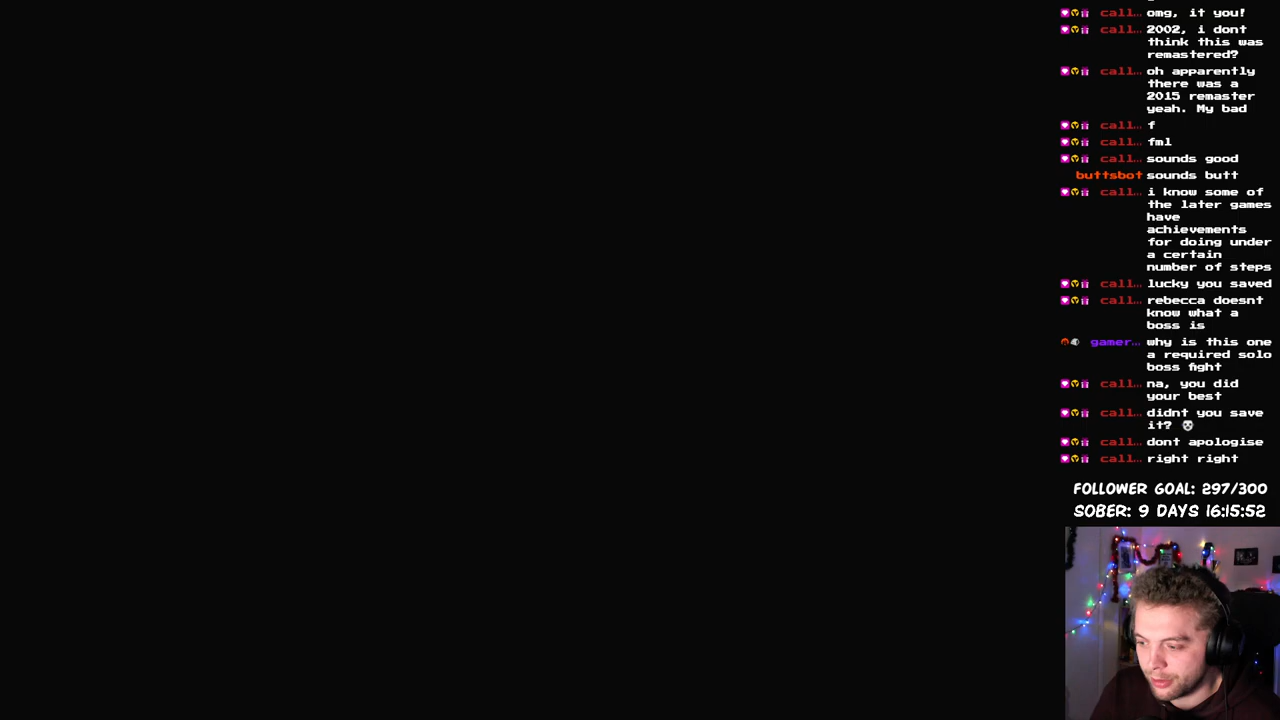 call… omg, it you!
call… 2002, i dont
think this was
remastered?
call… oh apparently
there was a
2015 remaster
yeah. My bad
call… f
call… fml
call… sounds good
buttsbot sounds butt
call… i know some of
the later games
have
achievements
for doing under
a certain
number of steps
call… lucky you saved
call… rebecca doesnt
know what a
boss is
gamer… why is this one
a required solo
boss fight
call… na, you did
your best
call… didnt you save
it?
call… dont apologise
call… right right
FOLLOWER GOAL: 297/300
SOBER: 9 DAYS 16:15:52